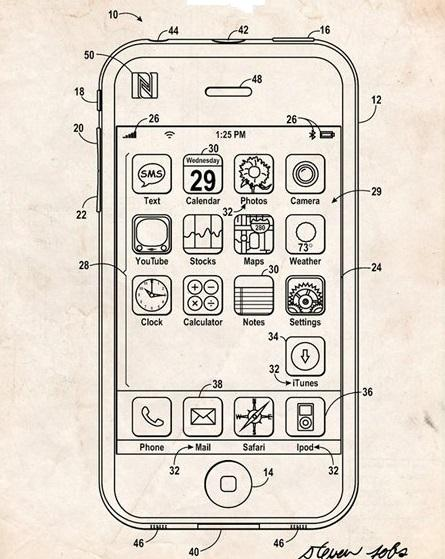 10 44 42 16
50
N
18 48 12
20 26 26
1:25 PM
30
SMS Wednesday 29
Text Calendar Photos Camera
32 29
22
280
73°
YouTube Stocks Maps Weather
28 30 24
Clock Calculator Notes Settings
34
32 iTunes
38 36
W N E S
Phone Mail Safari Ipod
32 32
14
46 40 46
Steven Jobs